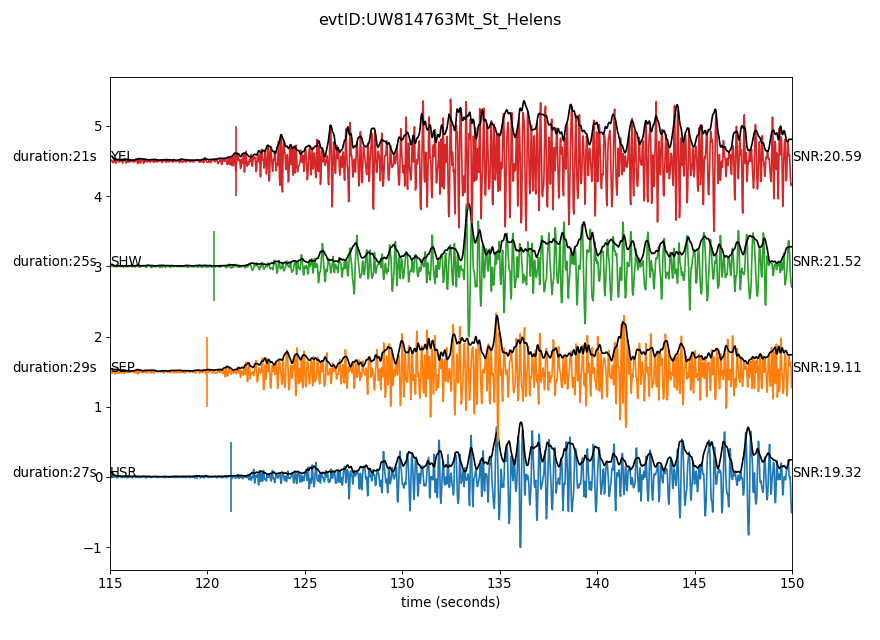 evtID:UW814763Mt_St_Helens
5
duration:21s YEL SNR:20.59
4
duration:25s SHW SNR:21.52
3
2
duration:29s SEP SNR:19.11
1
duration:27s HSR SNR:19.32
0
−1
115 120 125 130 135 140 145 150
time (seconds)